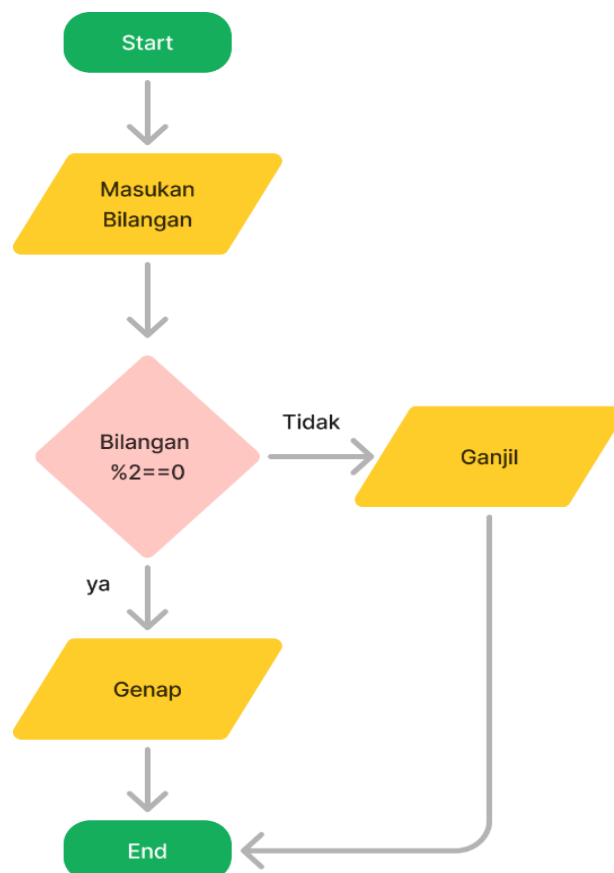 Start
Masukan
Bilangan
Bilangan
%2==0
Tidak
Ganjil
ya
Genap
End